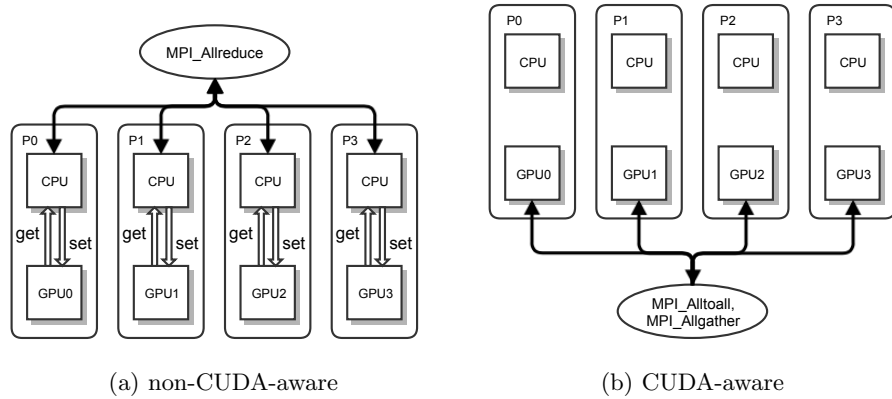 MPI_Allreduce
P0
P1
P2
P3
CPU
CPU
CPU
CPU
get
set
get
set
get
set
get
set
GPU0
GPU1
GPU2
GPU3
(a) non-CUDA-aware
P0
P1
P2
P3
CPU
CPU
CPU
CPU
GPU0
GPU1
GPU2
GPU3
MPI_Alltoall,
MPI_Allgather
(b) CUDA-aware